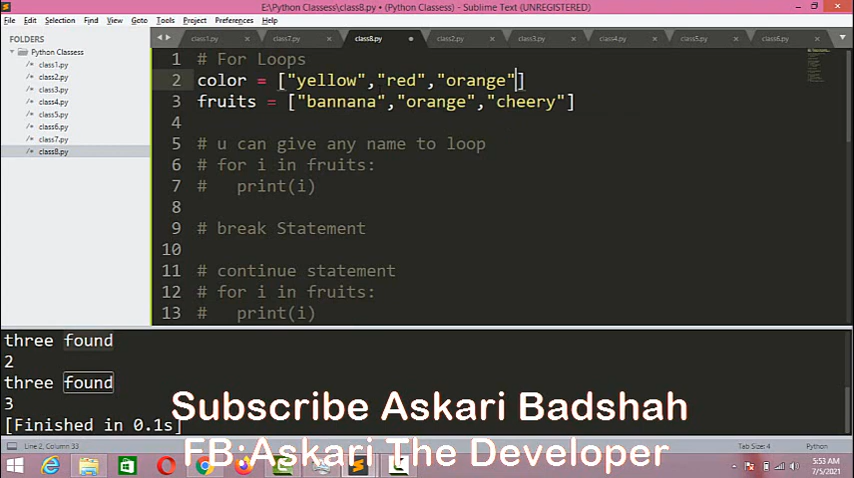 E:\Python Classess\class8.py • (Python Classess) - Sublime Text (UNREGISTERED)
File Edit Selection Find View Goto Tools Project Preferences Help
FOLDERS
Python Classess
class1.py
class2.py
class3.py
class4.py
class5.py
class6.py
class7.py
class8.py
class1.py class7.py class8.py class2.py class3.py class4.py class5.py class6.py
1 # For Loops
2 color = ["yellow","red","orange"]
3 fruits = ["bannana","orange","cheery"]
4
5 # u can give any name to loop
6 # for i in fruits:
7 #   print(i)
8
9 # break Statement
10
11 # continue statement
12 # for i in fruits:
13 #   print(i)
three found
2
three found
3
[Finished in 0.1s]
Subscribe Askari Badshah
FB:Askari The Developer
Line 2, Column 33 Tab Size: 4 Python
5:53 AM
7/5/2021